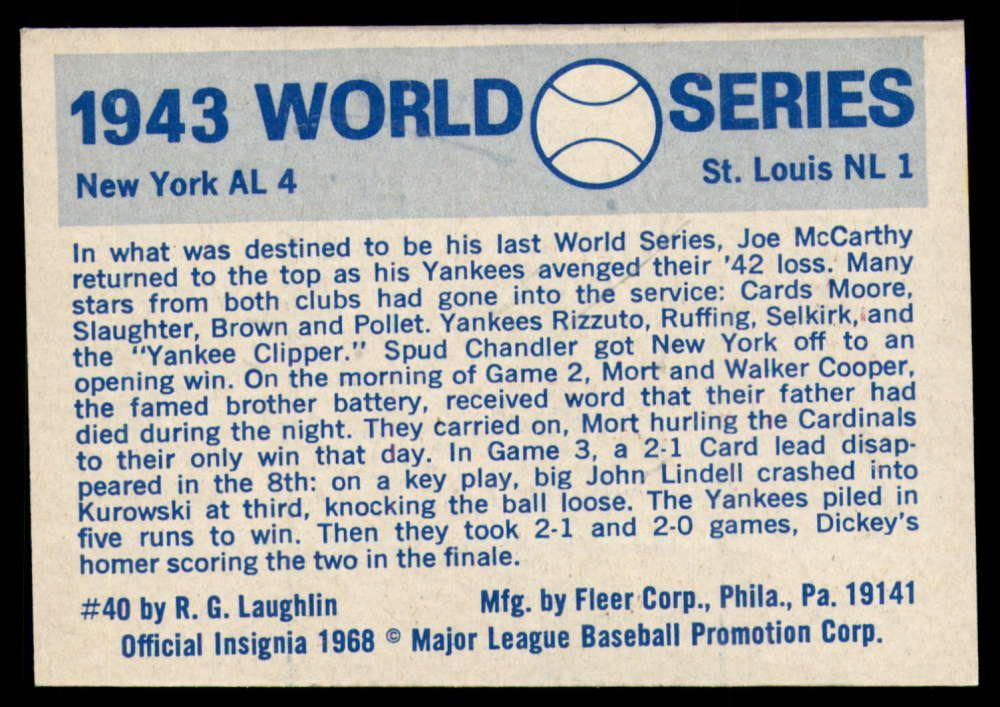 1943 WORLD SERIES
New York AL 4
St. Louis NL 1
In what was destined to be his last World Series, Joe McCarthy
returned to the top as his Yankees avenged their '42 loss. Many
stars from both clubs had gone into the service: Cards Moore,
Slaughter, Brown and Pollet. Yankees Rizzuto, Ruffing, Selkirk, and
the "Yankee Clipper." Spud Chandler got New York off to an
opening win. On the morning of Game 2, Mort and Walker Cooper,
the famed brother battery, received word that their father had
died during the night. They carried on, Mort hurling the Cardinals
to their only win that day. In Game 3, a 2-1 Card lead disap-
peared in the 8th: on a key play, big John Lindell crashed into
Kurowski at third, knocking the ball loose. The Yankees piled in
five runs to win. Then they took 2-1 and 2-0 games, Dickey's
homer scoring the two in the finale.
#40 by R. G. Laughlin
Mfg. by Fleer Corp., Phila., Pa. 19141
Official Insignia 1968 © Major League Baseball Promotion Corp.